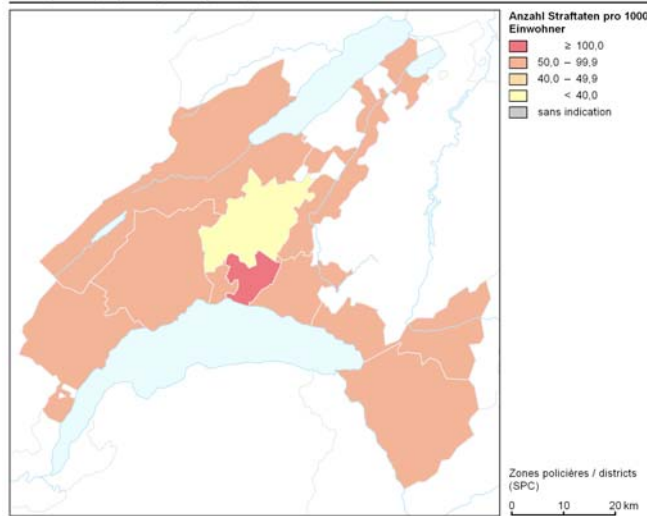 Anzahl Straftaten pro 1000
Einwohner
≥ 100,0
50,0 – 99,9
40,0 – 49,9
< 40,0
sans indication
Zones policières / districts
(SPC)
0 10 20 km